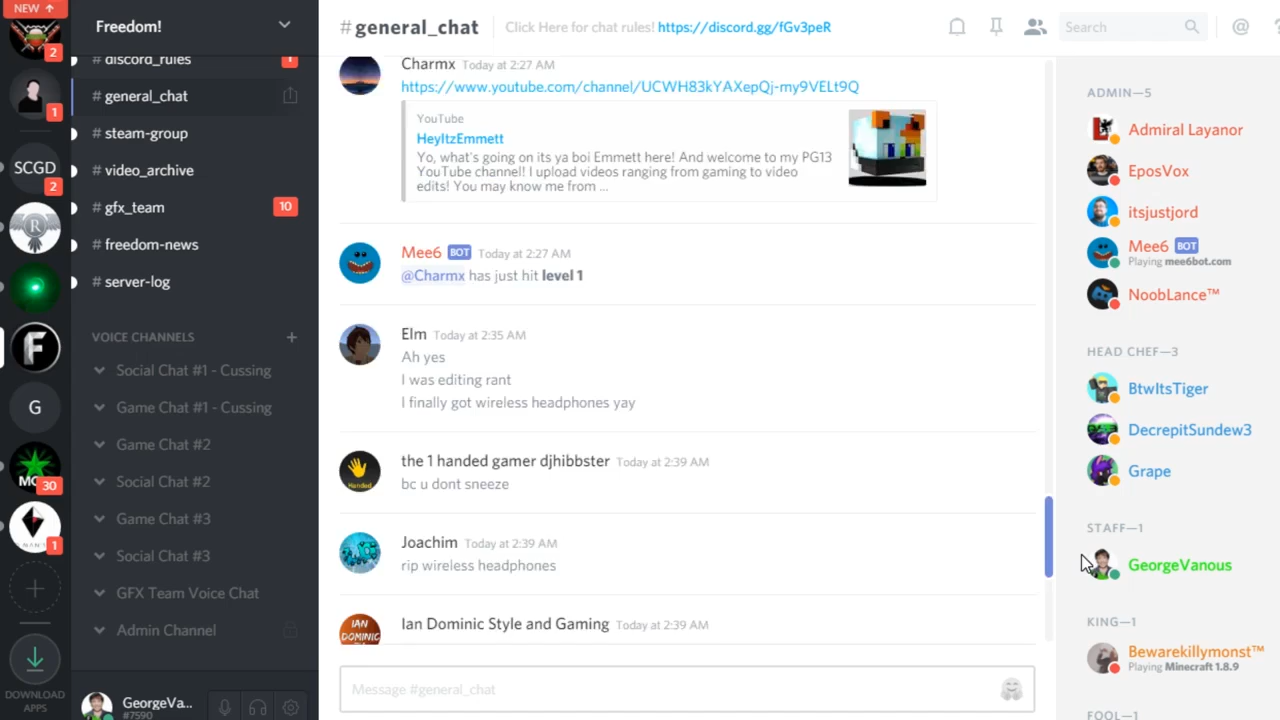 NEW ↑
2
1
SCGD
2
R
F
G
MC
30
1
DOWNLOAD
APPS
Freedom!
# discord_rules 1
# general_chat
# steam-group
# video_archive
# gfx_team 10
# freedom-news
# server-log
VOICE CHANNELS +
Social Chat #1 - Cussing
Game Chat #1 - Cussing
Game Chat #2
Social Chat #2
Game Chat #3
Social Chat #3
GFX Team Voice Chat
Admin Channel
GeorgeVa...
#7590
#general_chat Click Here for chat rules! https://discord.gg/fGv3peR
Search
@
?
Charmx Today at 2:27 AM
https://www.youtube.com/channel/UCWH83kYAXepQj-my9VELt9Q
YouTube
HeyItzEmmett
Yo, what's going on its ya boi Emmett here! And welcome to my PG13
YouTube channel! I upload videos ranging from gaming to video
edits! You may know me from ...
Mee6 BOT Today at 2:27 AM
@Charmx has just hit level 1
Elm Today at 2:35 AM
Ah yes
I was editing rant
I finally got wireless headphones yay
Handed
the 1 handed gamer djhibbster Today at 2:39 AM
bc u dont sneeze
Joachim Today at 2:39 AM
rip wireless headphones
IAN
DOMINIC
Ian Dominic Style and Gaming Today at 2:39 AM
Message #general_chat
ADMIN—5
Admiral Layanor
EposVox
itsjustjord
Mee6 BOT
Playing mee6bot.com
NoobLance™
HEAD CHEF—3
BtwItsTiger
DecrepitSundew3
Grape
STAFF—1
GeorgeVanous
KING—1
Bewarekillymonst™
Playing Minecraft 1.8.9
FOOL—1